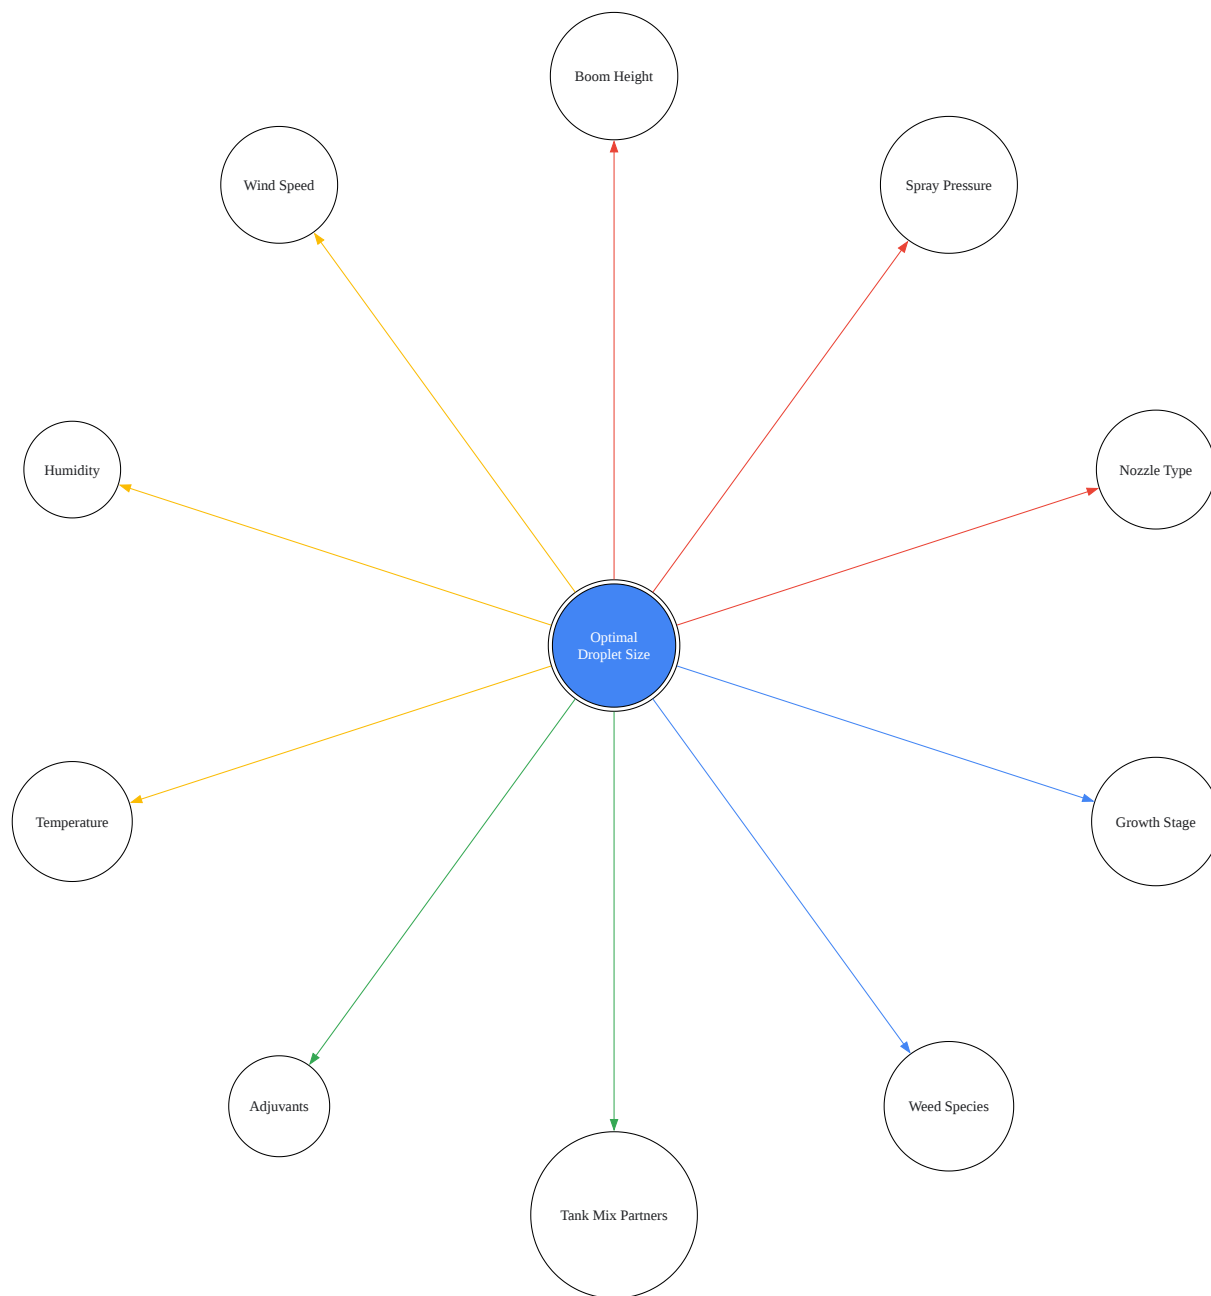 Boom Height
Wind Speed
Spray Pressure
Humidity
Nozzle Type
Optimal
Droplet Size
Temperature
Growth Stage
Adjuvants
Weed Species
Tank Mix Partners